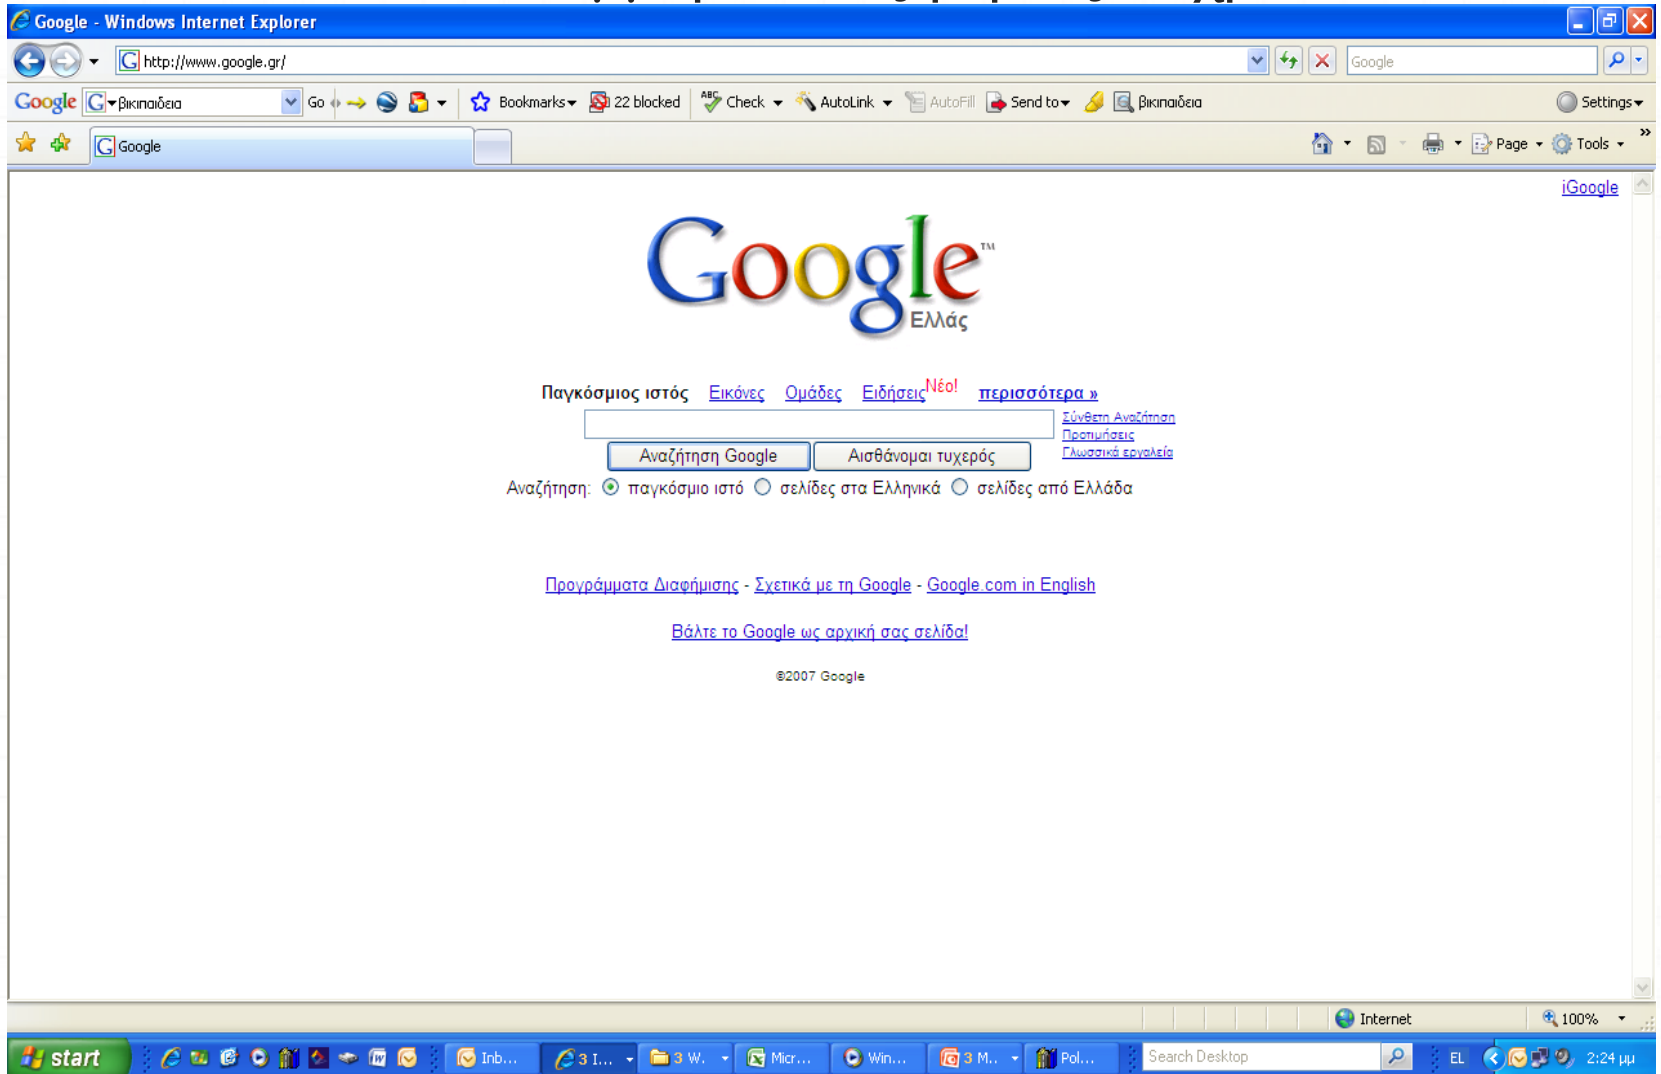 Google - Windows Internet Explorer
http://www.google.gr/
Google
Google βικιπαιδεια Go Bookmarks 22 blocked ABC Check AutoLink AutoFill Send to βικιπαιδεια Settings
Google
Page Tools »
iGoogle
Google™
Ελλάς
Παγκόσμιος ιστός Εικόνες Ομάδες Ειδήσεις Νέο! περισσότερα »
Σύνθετη Αναζήτηση
Προτιμήσεις
Γλωσσικά εργαλεία
Αναζήτηση Google Αισθάνομαι τυχερός
Αναζήτηση: παγκόσμιο ιστό σελίδες στα Ελληνικά σελίδες από Ελλάδα
Προγράμματα Διαφήμισης - Σχετικά με τη Google - Google.com in English
Βάλτε το Google ως αρχική σας σελίδα!
©2007 Google
Internet 100%
start Inb... 3 I... 3 W. Micr... Win... 3 M.. Pol... Search Desktop EL 2:24 μμ